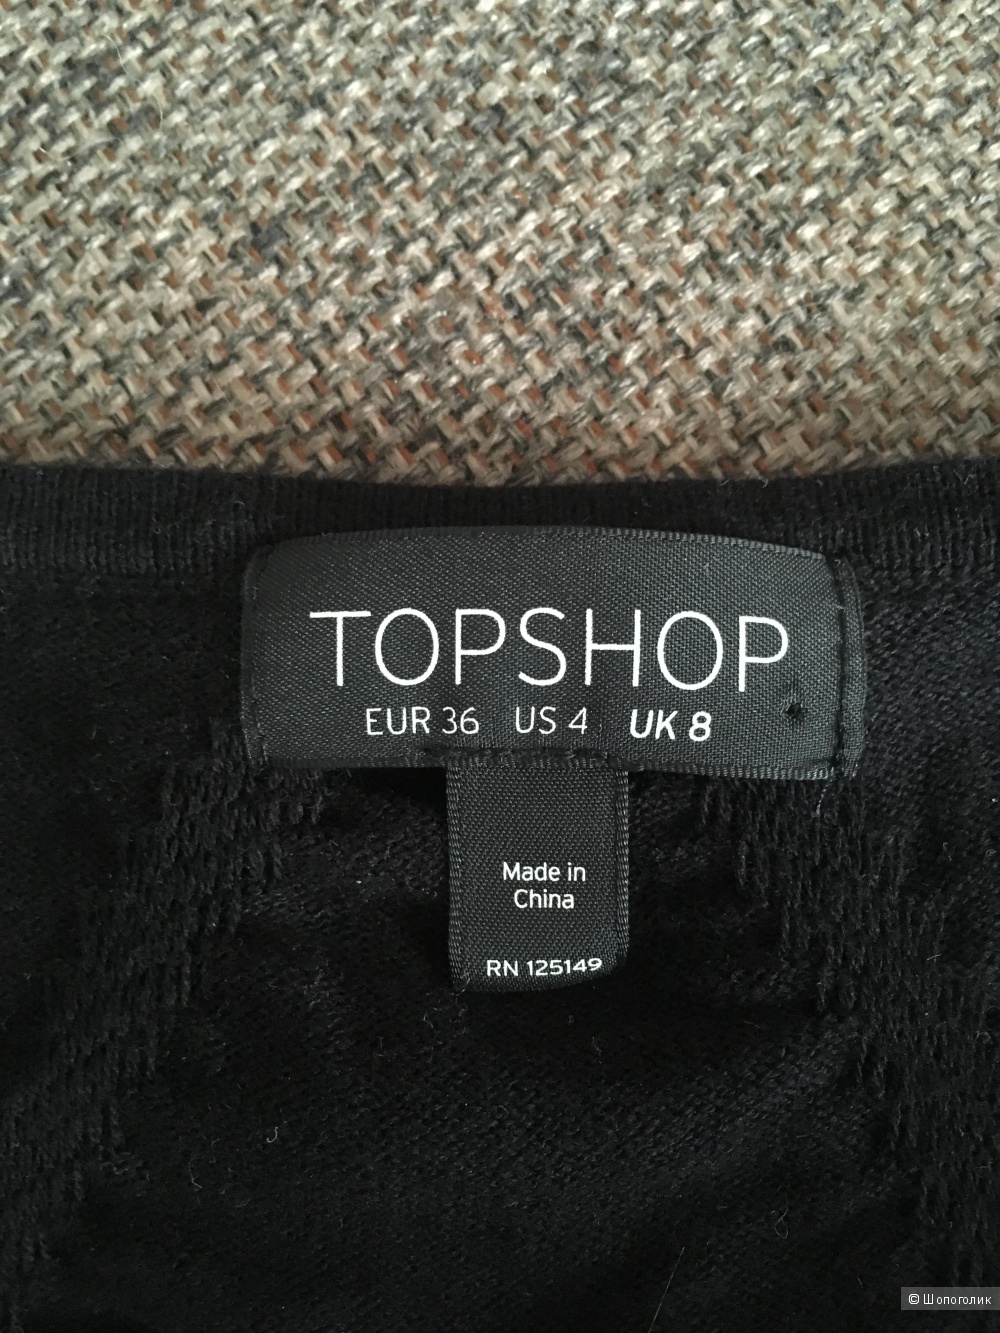 TOPSHOP
EUR 36 US 4 UK 8
Made in
China
RN 125149
© Шопоголик